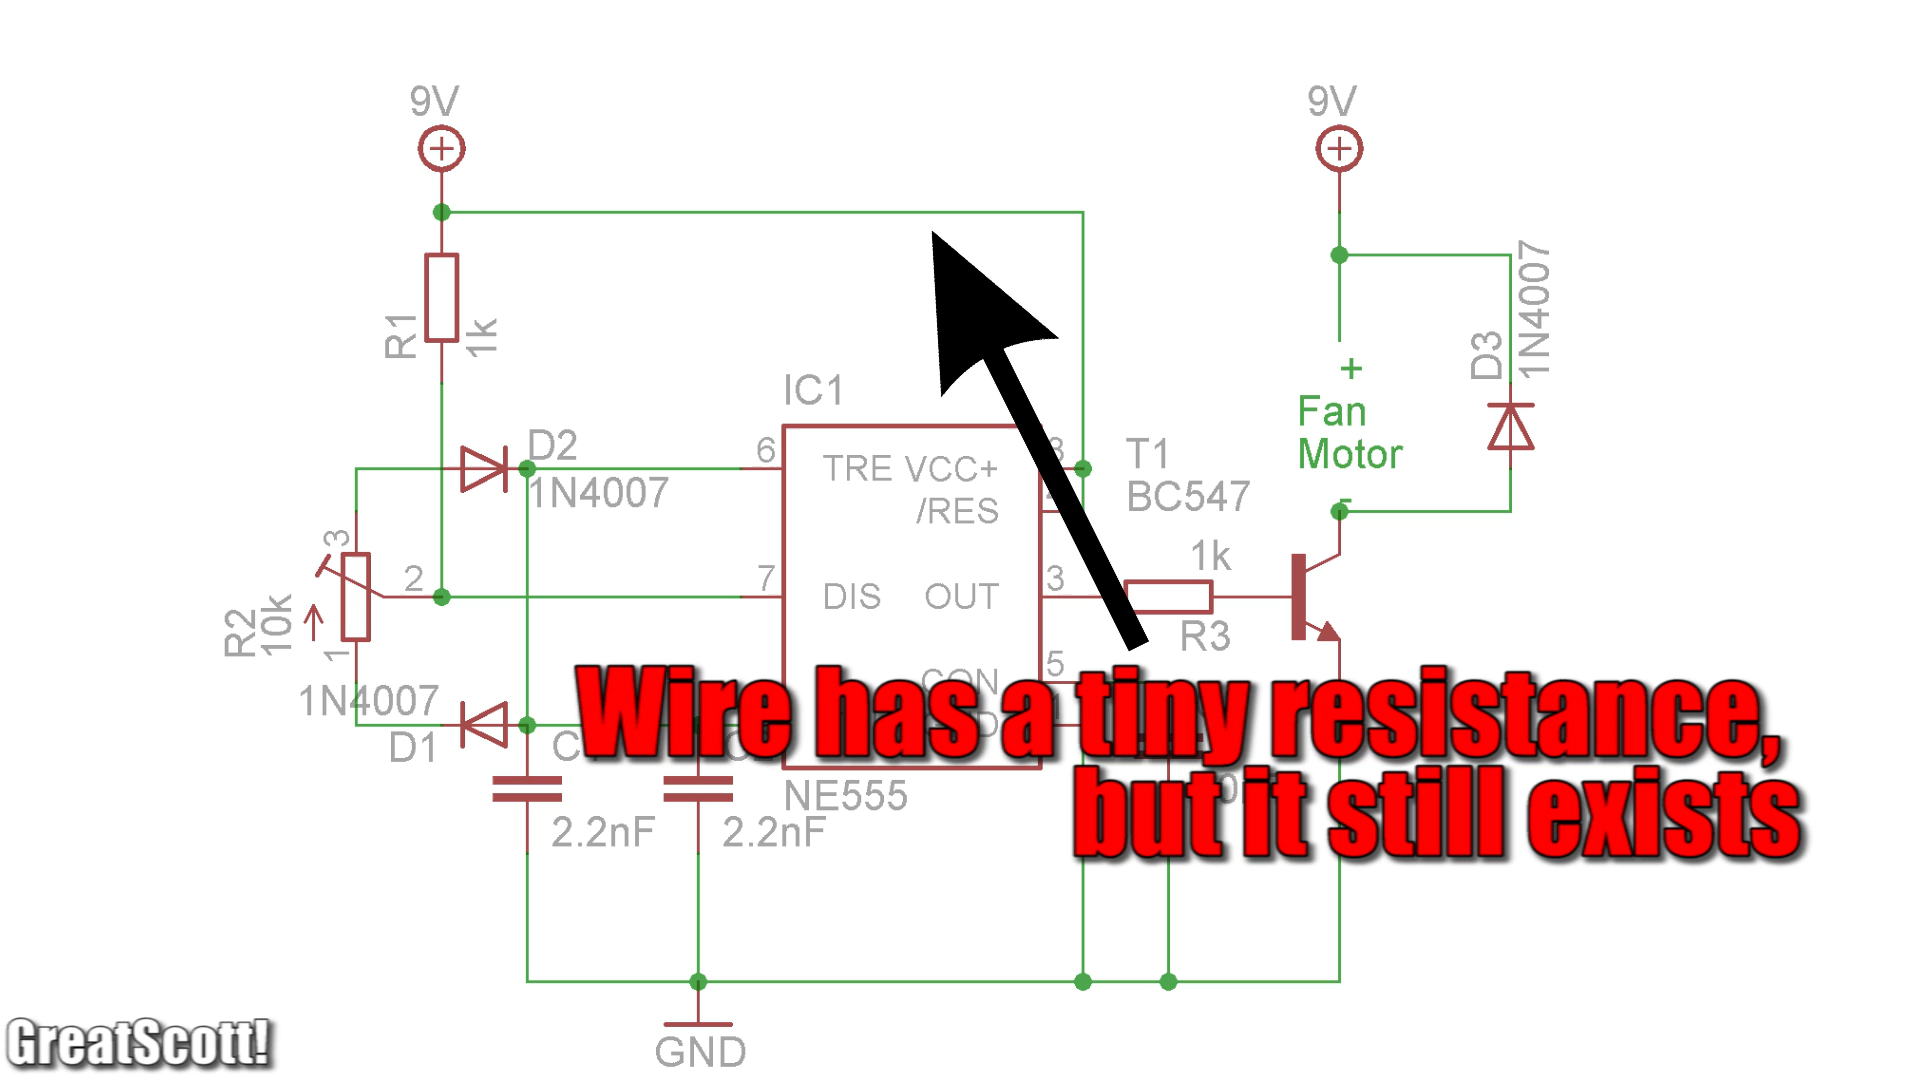 9V
9V
R1
1k
D3
1N4007
IC1
+
Fan
Motor
-
D2
1N4007
6
TRE
VCC+
/RES
T1
BC547
3
2
R2
10k
1
7
DIS
OUT
3
1k
R3
CON
5
1
1N4007
D1
Wire has a tiny resistance,
but it still exists
2.2nF
2.2nF
NE555
GreatScott!
GND